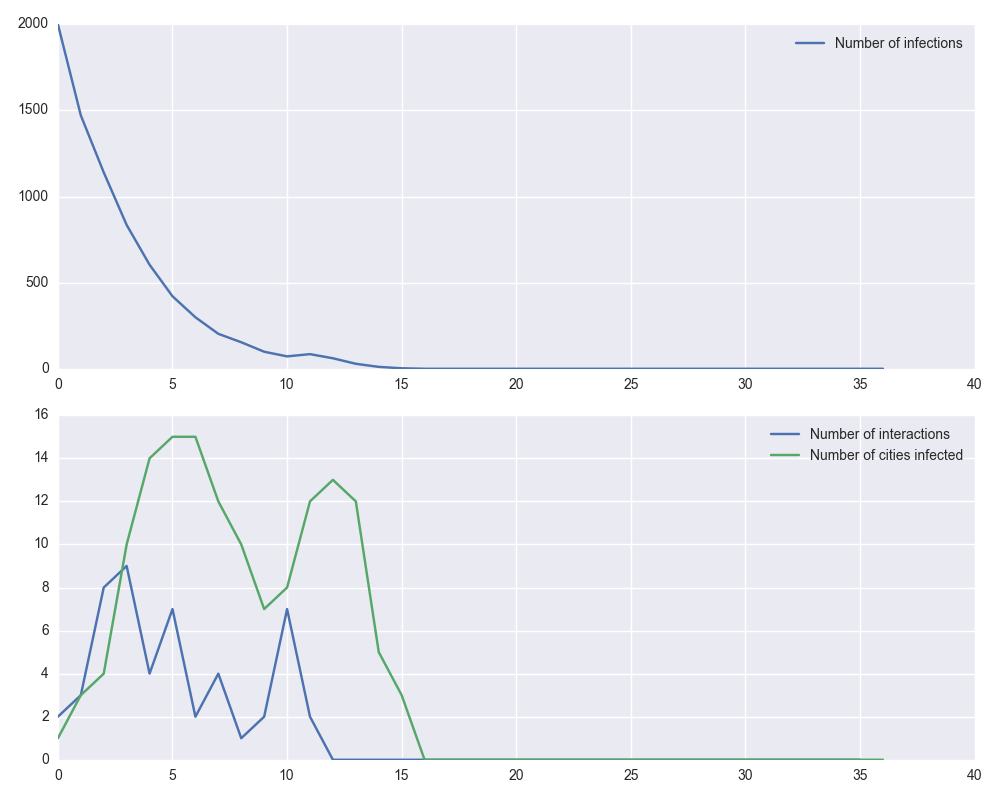 2000
Number of infections
1500
1000
500
0
0 5 10 15 20 25 30 35 40
16
Number of interactions
14
Number of cities infected
12
10
8
6
4
2
0
0 5 10 15 20 25 30 35 40